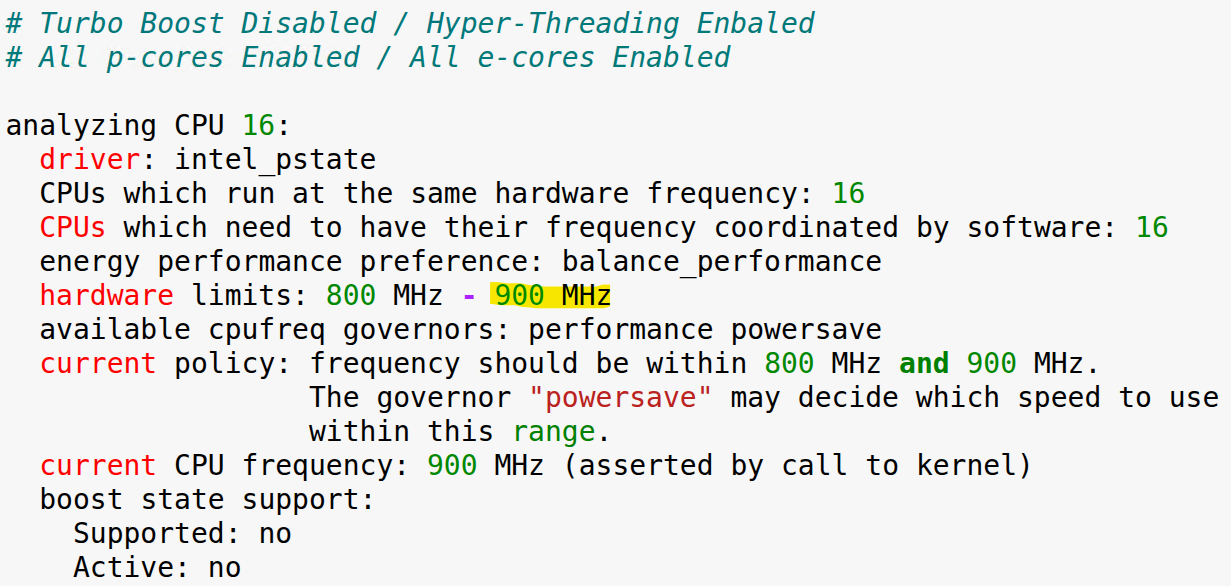 # Turbo Boost Disabled / Hyper-Threading Enbaled
# All p-cores Enabled / All e-cores Enabled
analyzing CPU 16:
driver: intel_pstate
CPUs which run at the same hardware frequency: 16
CPUs which need to have their frequency coordinated by software: 16
energy performance preference: balance_performance
hardware limits: 800 MHz - 900 MHz
available cpufreq governors: performance powersave
current policy: frequency should be within 800 MHz and 900 MHz.
The governor "powersave" may decide which speed to use
within this range.
current CPU frequency: 900 MHz (asserted by call to kernel)
boost state support:
Supported: no
Active: no